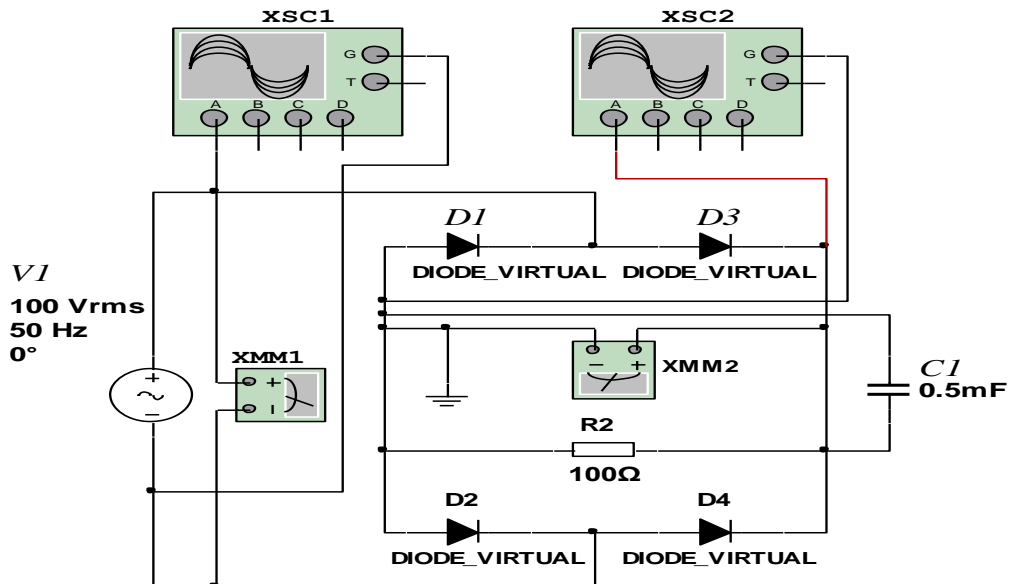 XSC1
XSC2
G
T
A B C D
G
T
A B C D
D1
D3
DIODE_VIRTUAL
DIODE_VIRTUAL
V1
100 Vrms
50 Hz
0°
XMM1
XMM2
C1
0.5mF
R2
100Ω
D2
D4
DIODE_VIRTUAL
DIODE_VIRTUAL